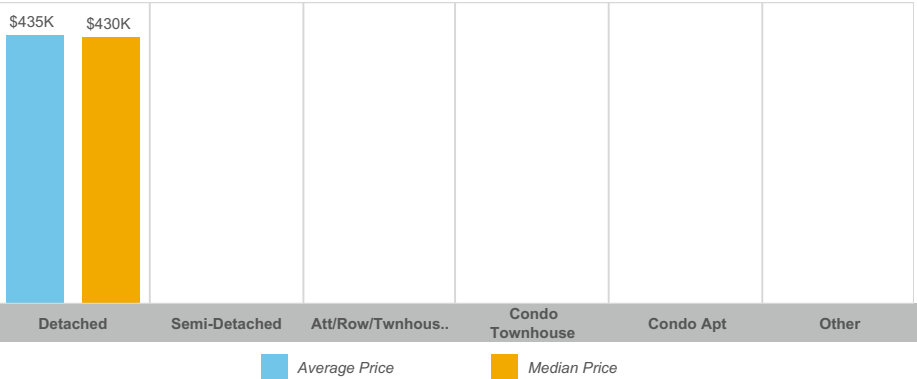 $435K
$430K
Detached
Semi-Detached
Att/Row/Twnhous..
Condo
Townhouse
Condo Apt
Other
Average Price
Median Price